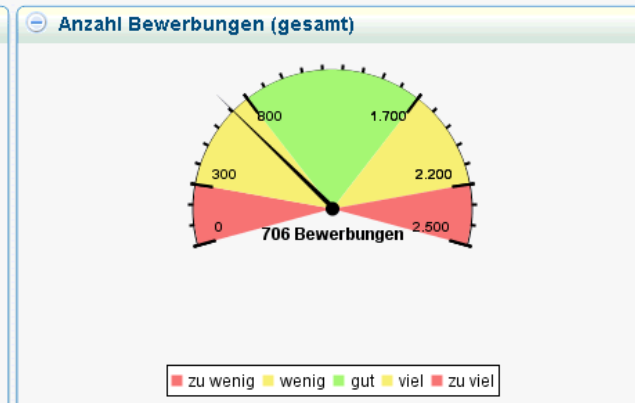 Anzahl Bewerbungen (gesamt)
800
1.700
300
2.200
0
2.500
706 Bewerbungen
zu wenig wenig gut viel zu viel